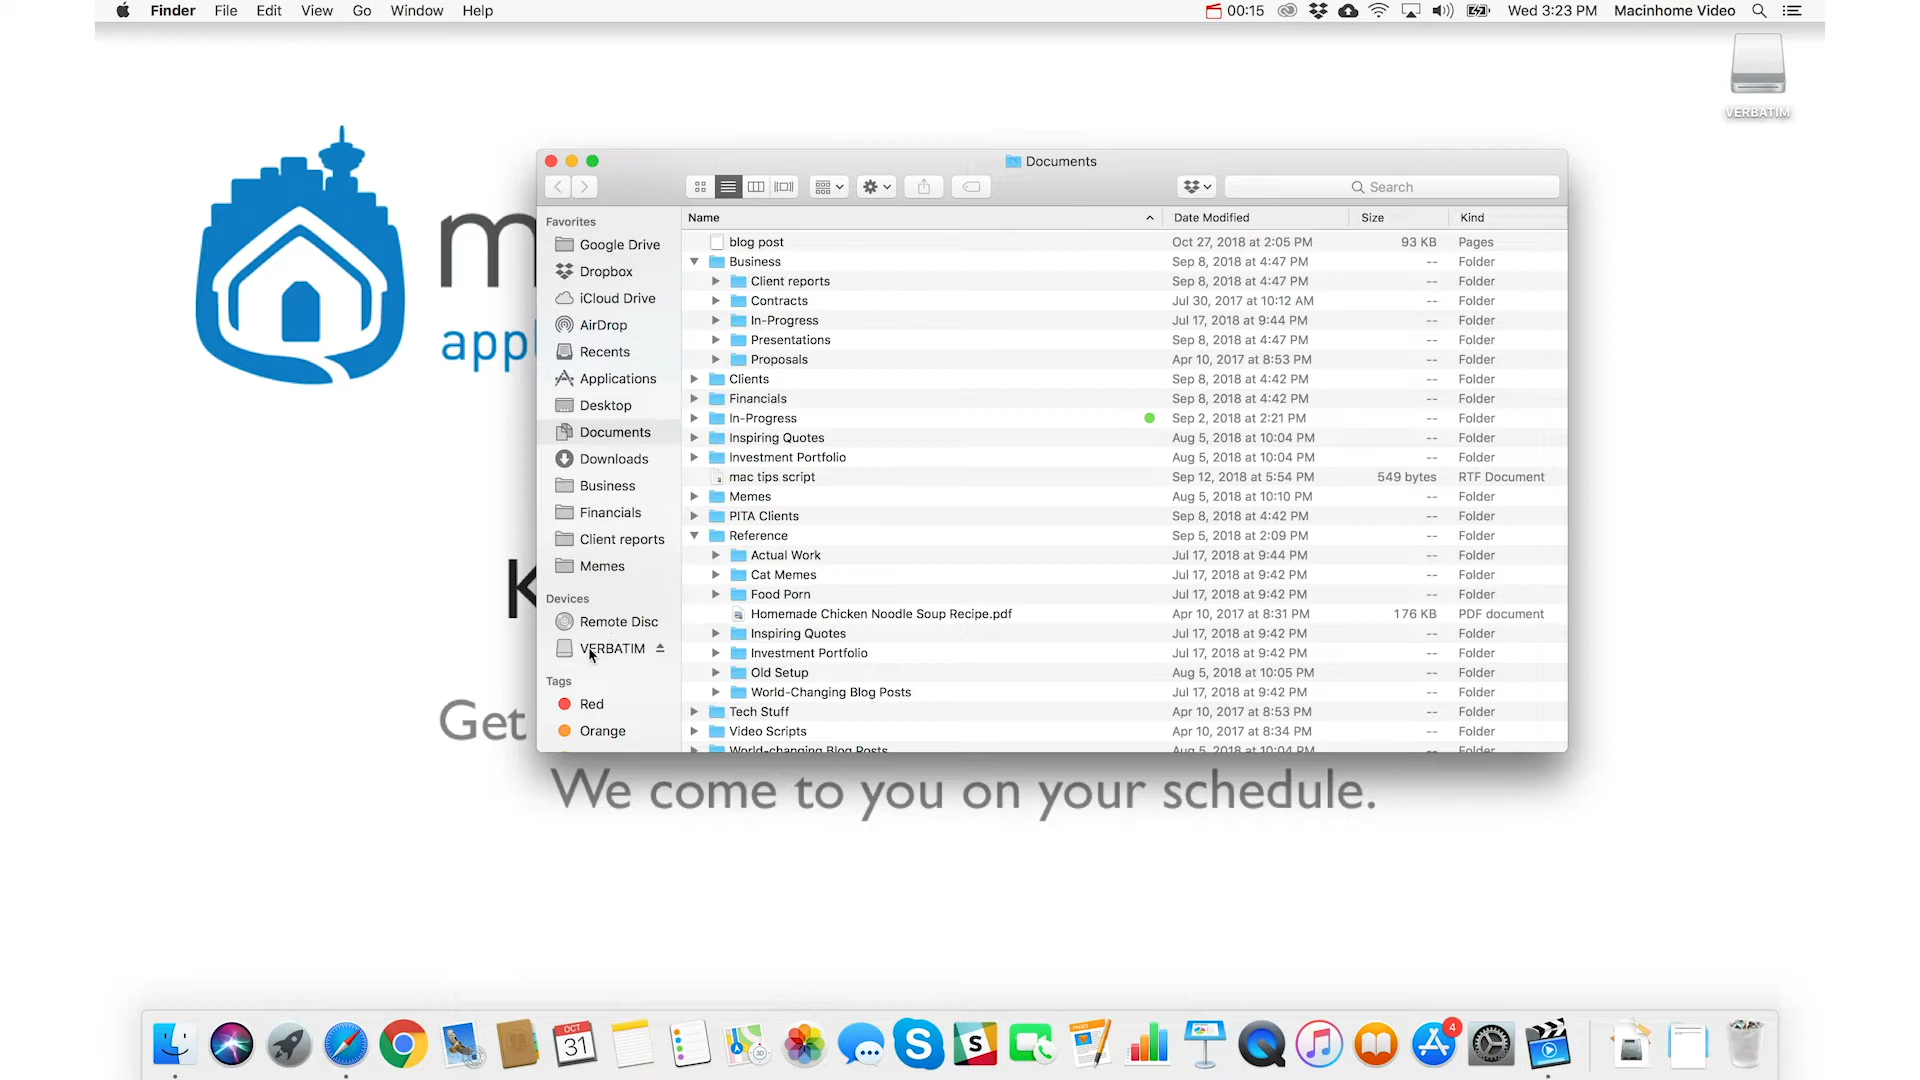 Finder File Edit View Go Window Help 00:15 Wed 3:23 PM Macinhome Video
VERBATIM
m
appl
K
Get
We come to you on your schedule.
Documents
Search
Favorites
Google Drive
Dropbox
iCloud Drive
AirDrop
Recents
Applications
Desktop
Documents
Downloads
Business
Financials
Client reports
Memes
Devices
Remote Disc
VERBATIM
Tags
Red
Orange
Name Date Modified Size Kind
blog post Oct 27, 2018 at 2:05 PM 93 KB Pages
Business Sep 8, 2018 at 4:47 PM -- Folder
Client reports Sep 8, 2018 at 4:47 PM -- Folder
Contracts Jul 30, 2017 at 10:12 AM -- Folder
In-Progress Jul 17, 2018 at 9:44 PM -- Folder
Presentations Sep 8, 2018 at 4:47 PM -- Folder
Proposals Apr 10, 2017 at 8:53 PM -- Folder
Clients Sep 8, 2018 at 4:42 PM -- Folder
Financials Sep 8, 2018 at 4:42 PM -- Folder
In-Progress Sep 2, 2018 at 2:21 PM -- Folder
Inspiring Quotes Aug 5, 2018 at 10:04 PM -- Folder
Investment Portfolio Aug 5, 2018 at 10:04 PM -- Folder
mac tips script Sep 12, 2018 at 5:54 PM 549 bytes RTF Document
Memes Aug 5, 2018 at 10:10 PM -- Folder
PITA Clients Sep 8, 2018 at 4:42 PM -- Folder
Reference Sep 5, 2018 at 2:09 PM -- Folder
Actual Work Jul 17, 2018 at 9:44 PM -- Folder
Cat Memes Jul 17, 2018 at 9:42 PM -- Folder
Food Porn Jul 17, 2018 at 9:42 PM -- Folder
Homemade Chicken Noodle Soup Recipe.pdf Apr 10, 2017 at 8:31 PM 176 KB PDF document
Inspiring Quotes Jul 17, 2018 at 9:42 PM -- Folder
Investment Portfolio Jul 17, 2018 at 9:42 PM -- Folder
Old Setup Aug 5, 2018 at 10:05 PM -- Folder
World-Changing Blog Posts Jul 17, 2018 at 9:42 PM -- Folder
Tech Stuff Apr 10, 2017 at 8:53 PM -- Folder
Video Scripts Apr 10, 2017 at 8:34 PM -- Folder
World-changing Blog Posts Aug 5, 2018 at 10:04 PM -- Folder
OCT
31
3D
S
S
PAGES
4